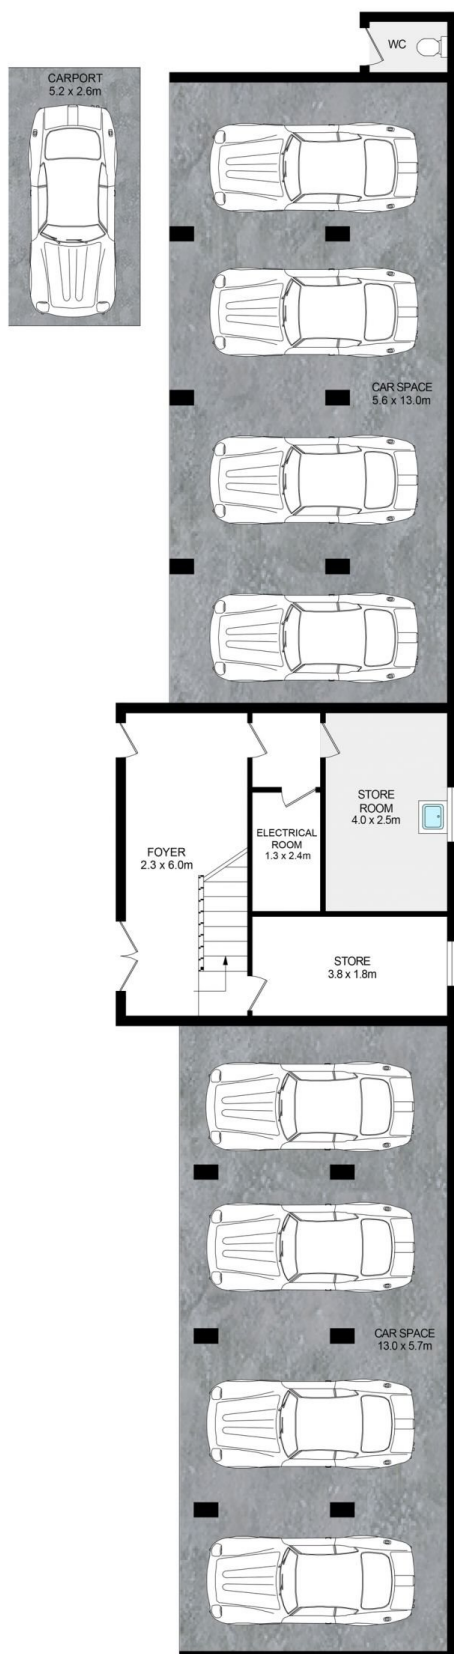 WC
CARPORT
5.2 x 2.6m
CAR SPACE
5.6 x 13.0m
STORE
ROOM
4.0 x 2.5m
ELECTRICAL
ROOM
1.3 x 2.4m
FOYER
2.3 x 6.0m
STORE
3.8 x 1.8m
CAR SPACE
13.0 x 5.7m